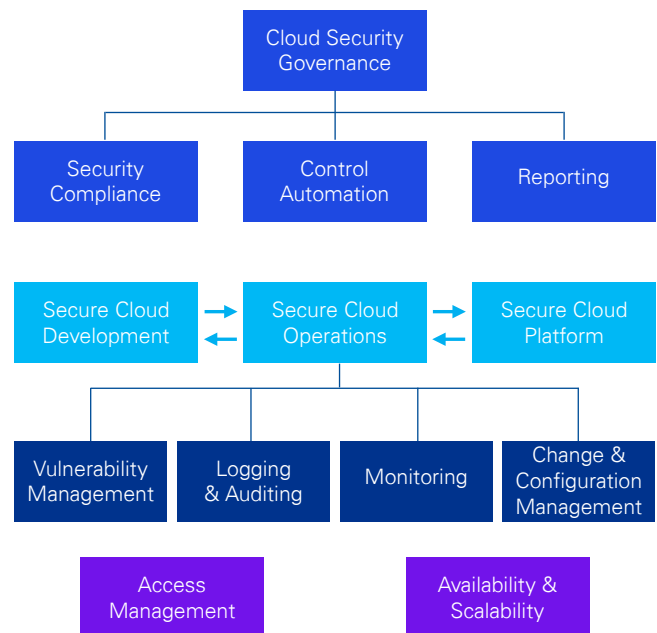 Cloud Security
Governance
Security
Compliance
Control
Automation
Reporting
Secure Cloud
Development
Secure Cloud
Operations
Secure Cloud
Platform
Vulnerability
Management
Logging
& Auditing
Monitoring
Change &
Configuration
Management
Access
Management
Availability &
Scalability